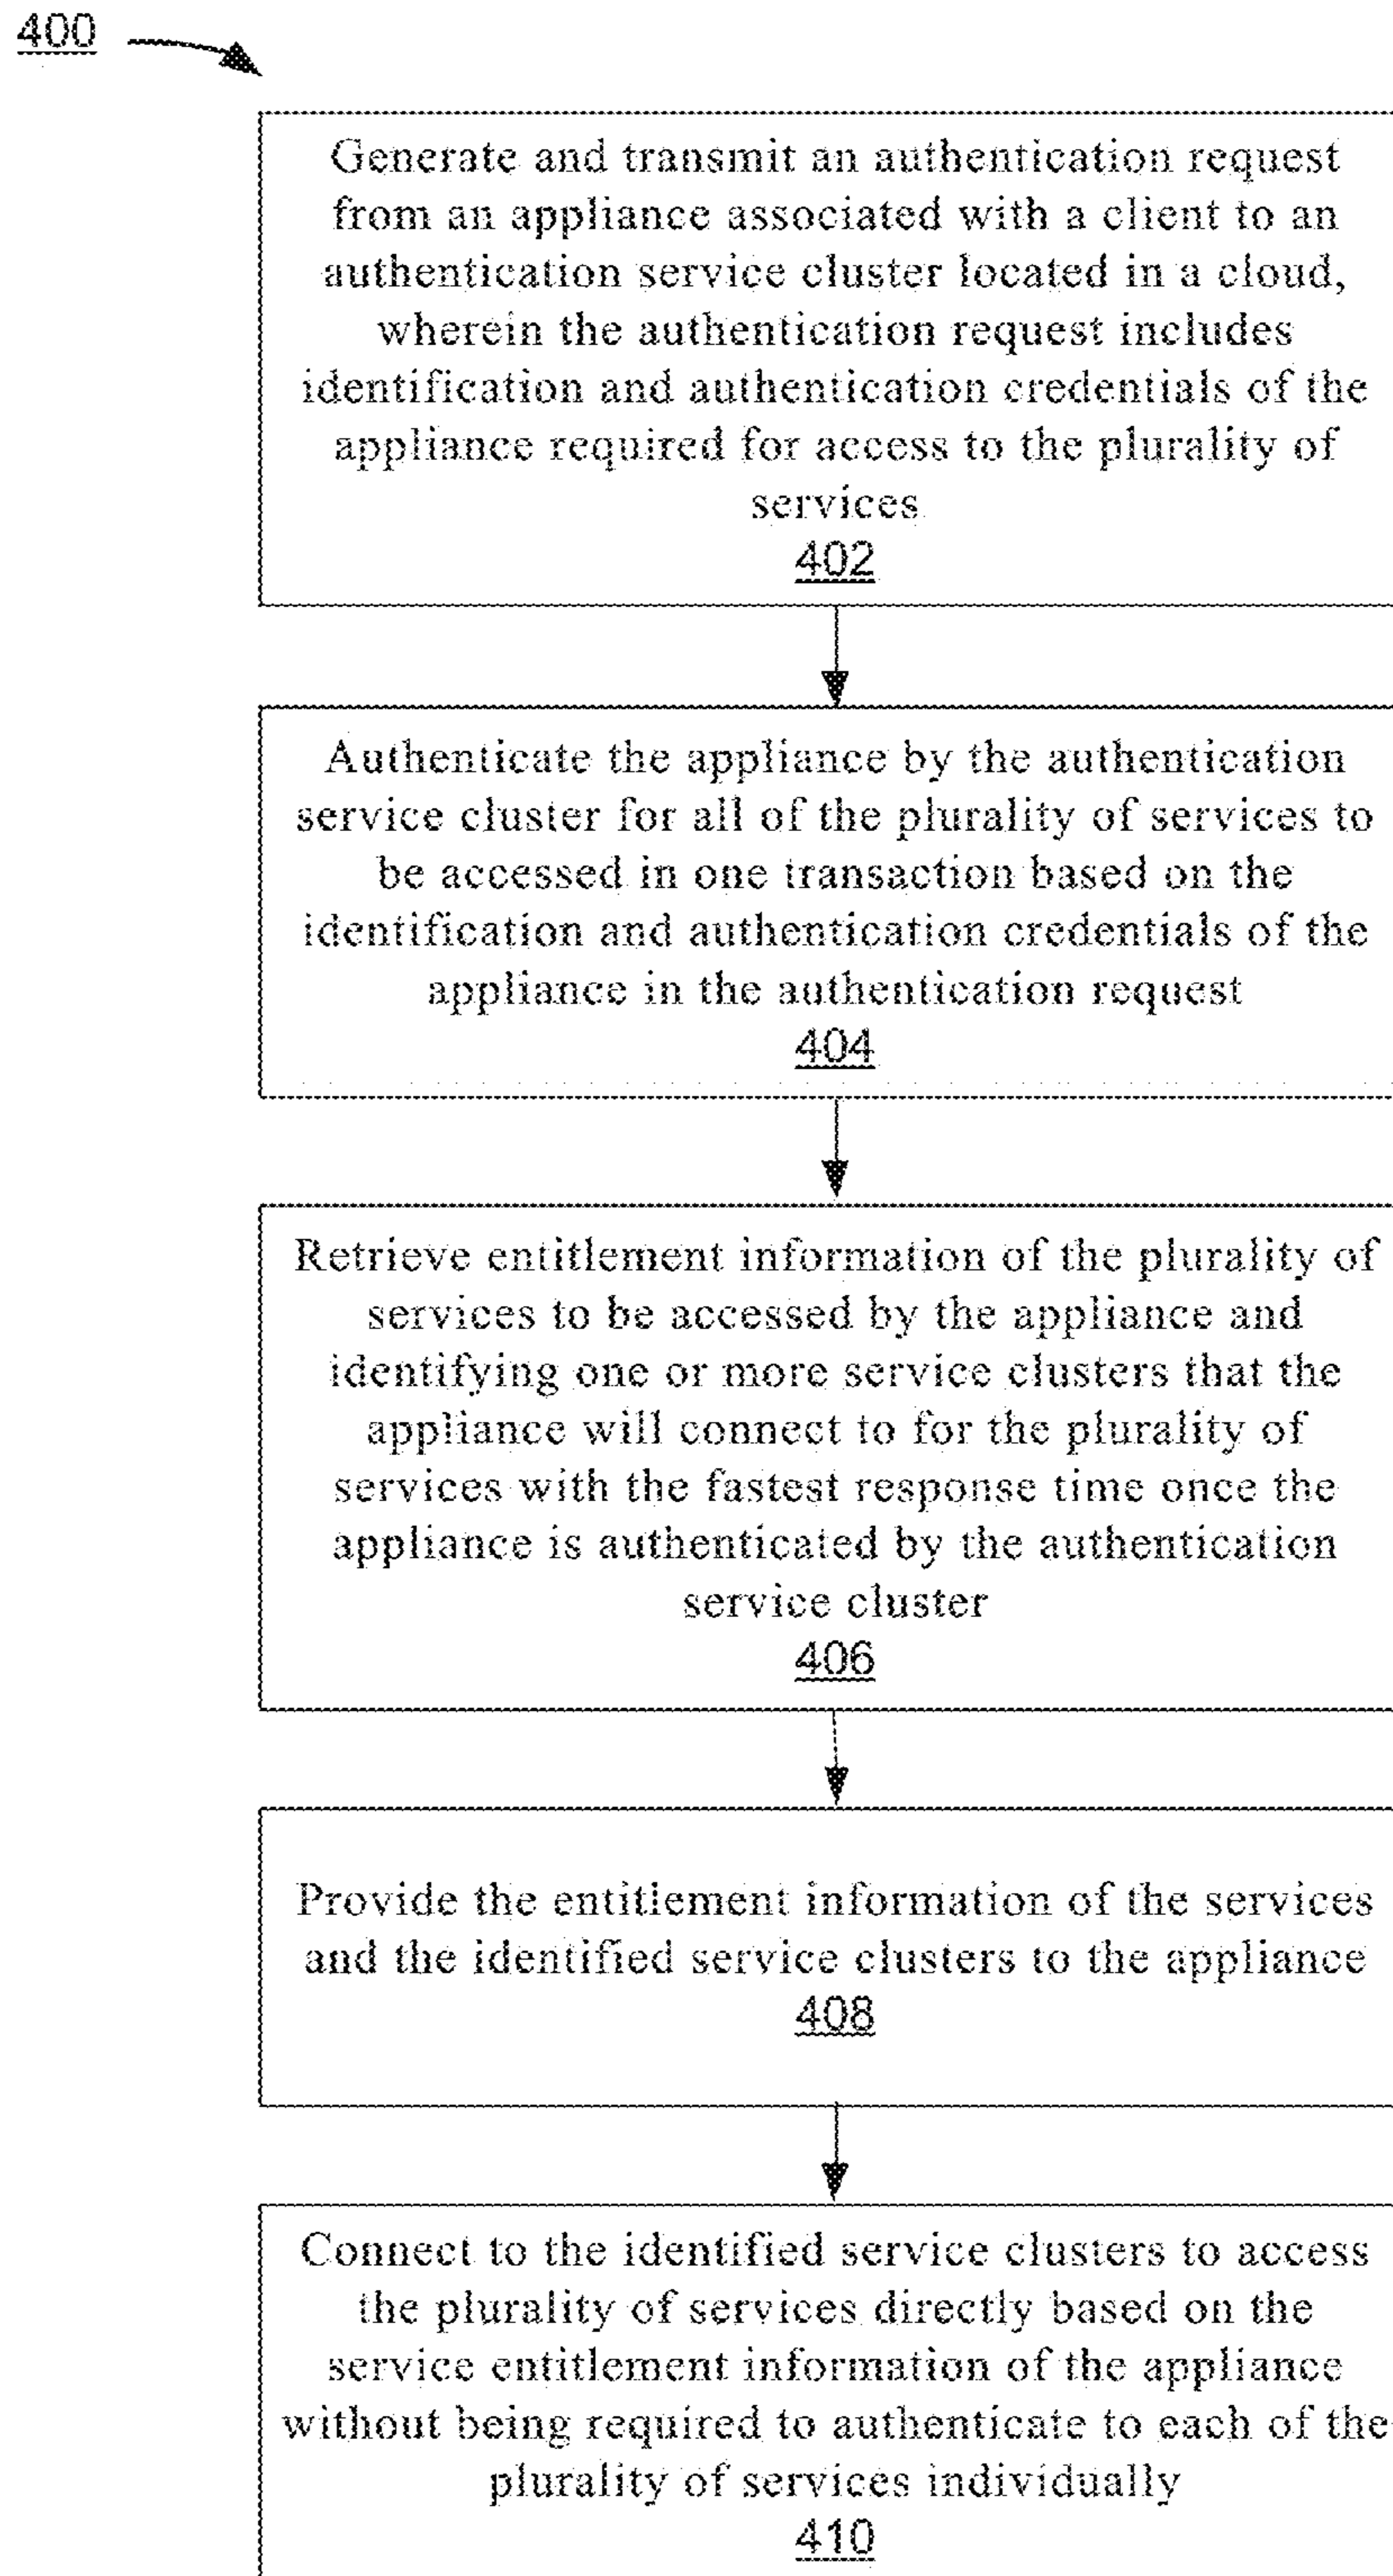 400
Generate and transmit an authentication request
from an appliance associated with a client to an
authentication service cluster located in a cloud,
wherein the authentication request includes
identification and authentication credentials of the
appliance required for access to the plurality of
services
402
Authenticate the appliance by the authentication
service cluster for all of the plurality of services to
be accessed in one transaction based on the
identification and authentication credentials of the
appliance in the authentication request
404
Retrieve entitlement information of the plurality of
services to be accessed by the appliance and
identifying one or more service clusters that the
appliance will connect to for the plurality of
services with the fastest response time once the
appliance is authenticated by the authentication
service cluster
406
Provide the entitlement information of the services
and the identified service clusters to the appliance
408
Connect to the identified service clusters to access
the plurality of services directly based on the
service entitlement information of the appliance
without being required to authenticate to each of the
plurality of services individually
410